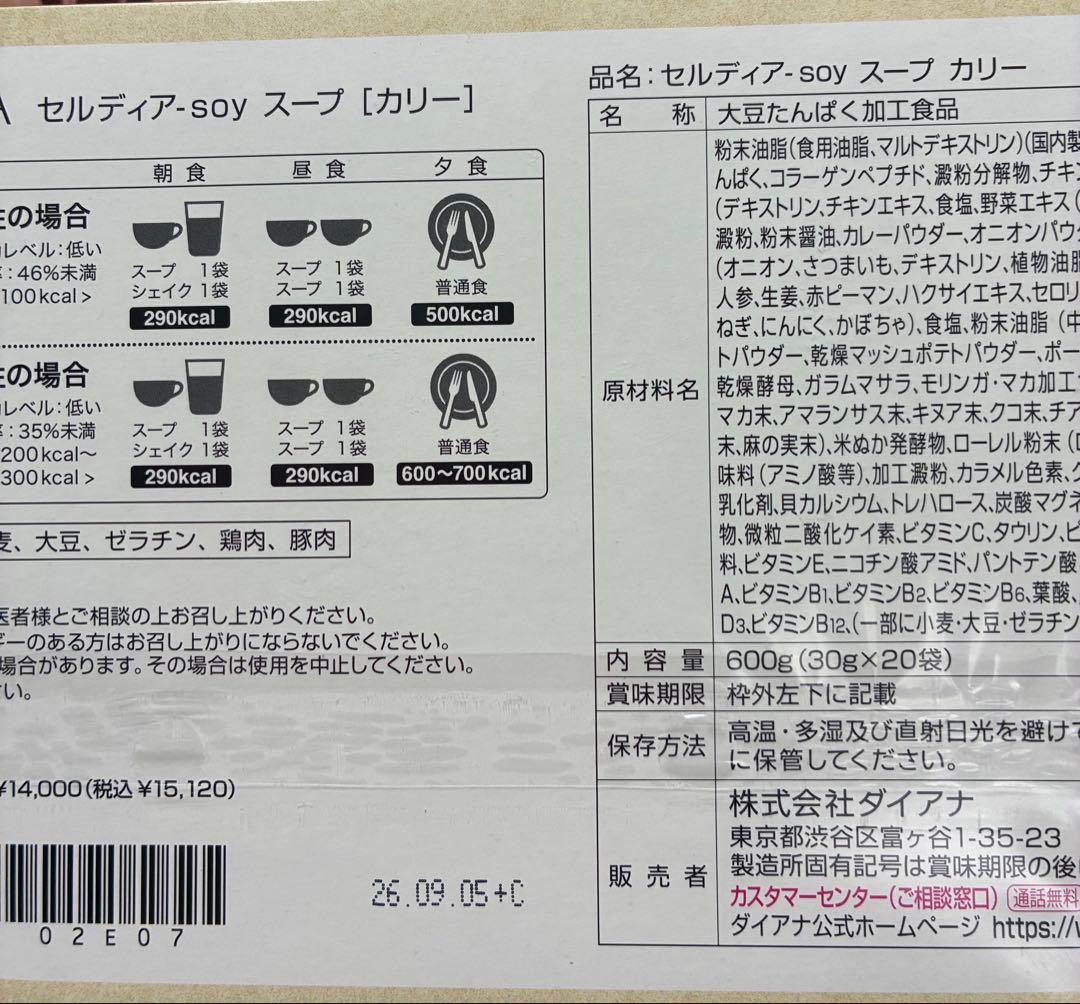 A セルディア-soy スープ [カリー]
朝食 昼食 夕食
の場合
レベル:低い
:46%未満
100kcal>
スープ 1袋
シェイク 1袋
290kcal
スープ 1袋
スープ 1袋
290kcal
普通食
500kcal
の場合
レベル:低い
:35%未満
200kcal〜
300kcal>
スープ 1袋
シェイク 1袋
290kcal
スープ 1袋
スープ 1袋
290kcal
普通食
600〜700kcal
麦、大豆、ゼラチン、鶏肉、豚肉
医者様とご相談の上お召し上がりください。
ギーのある方はお召し上がりにならないでください。
場合があります。その場合は使用を中止してください。
い。
¥14,000(税込¥15,120)
02E07
26.09.05+C
品名:セルディア-soy スープ カリー
名称 大豆たんぱく加工食品
原材料名
粉末油脂(食用油脂、マルトデキストリン)(国内製
んぱく、コラーゲンペプチド、澱粉分解物、チキン
(デキストリン、チキンエキス、食塩、野菜エキス(
澱粉、粉末醤油、カレーパウダー、オニオンパウダ
(オニオン、さつまいも、デキストリン、植物油脂
人参、生姜、赤ピーマン、ハクサイエキス、セロリ
ねぎ、にんにく、かぼちゃ)、食塩、粉末油脂(中
トパウダー、乾燥マッシュポテトパウダー、ポー
乾燥酵母、ガラムマサラ、モリンガ・マカ加工
マカ末、アマランサス末、キヌア末、クコ末、チア
末、麻の実末)、米ぬか発酵物、ローレル粉末
味料(アミノ酸等)、加工澱粉、カラメル色素、
乳化剤、貝カルシウム、トレハロース、炭酸マグネ
物、微粒二酸化ケイ素、ビタミンC、タウリン、ビ
料、ビタミンE、ニコチン酸アミド、パントテン酸
A、ビタミンB1、ビタミンB2、ビタミンB6、葉酸、
D3、ビタミンB12、(一部に小麦・大豆・ゼラチン
内容量 600g(30g×20袋)
賞味期限 枠外左下に記載
保存方法 高温・多湿及び直射日光を避けて
に保管してください。
販売者
株式会社ダイアナ
東京都渋谷区富ヶ谷1-35-23
製造所固有記号は賞味期限の後
カスタマーセンター(ご相談窓口) 通話無料
ダイアナ公式ホームページ https://w